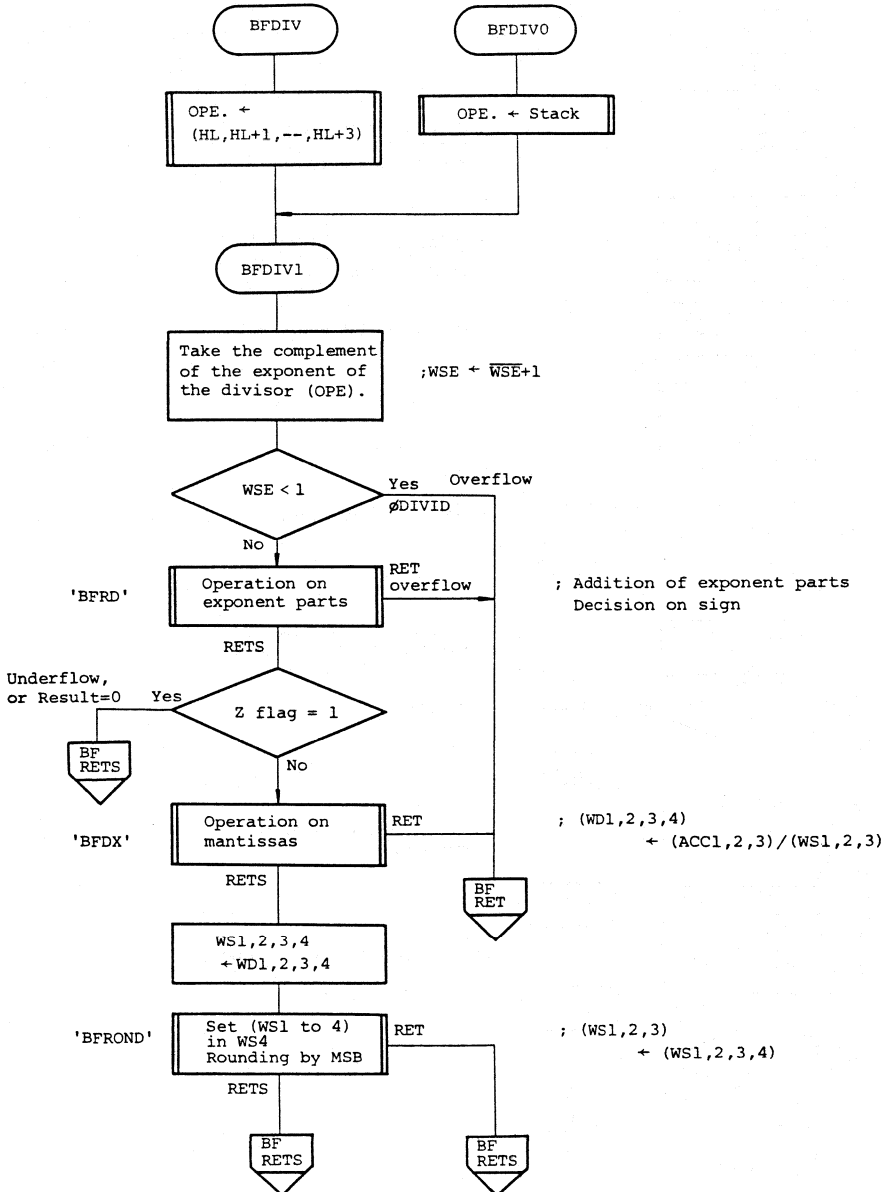 BFDIV
BFDIV0
OPE. ←
(HL,HL+1,--,HL+3)
OPE. ← Stack
BFDIV1
Take the complement
of the exponent of
the divisor (OPE).
;WSE ← W̅S̅E̅+1
WSE < 1
Yes
Overflow
øDIVID
No
'BFRD'
Operation on
exponent parts
RET
overflow
; Addition of exponent parts
Decision on sign
RETS
Underflow,
or Result=0
Yes
Z flag = 1
BF
RETS
No
'BFDX'
Operation on
mantissas
RET
; (WD1,2,3,4)
← (ACC1,2,3)/(WS1,2,3)
RETS
BF
RET
WS1,2,3,4
←WD1,2,3,4
'BFROND'
Set (WS1 to 4)
in WS4
Rounding by MSB
RET
; (WS1,2,3)
← (WS1,2,3,4)
RETS
BF
RETS
BF
RETS